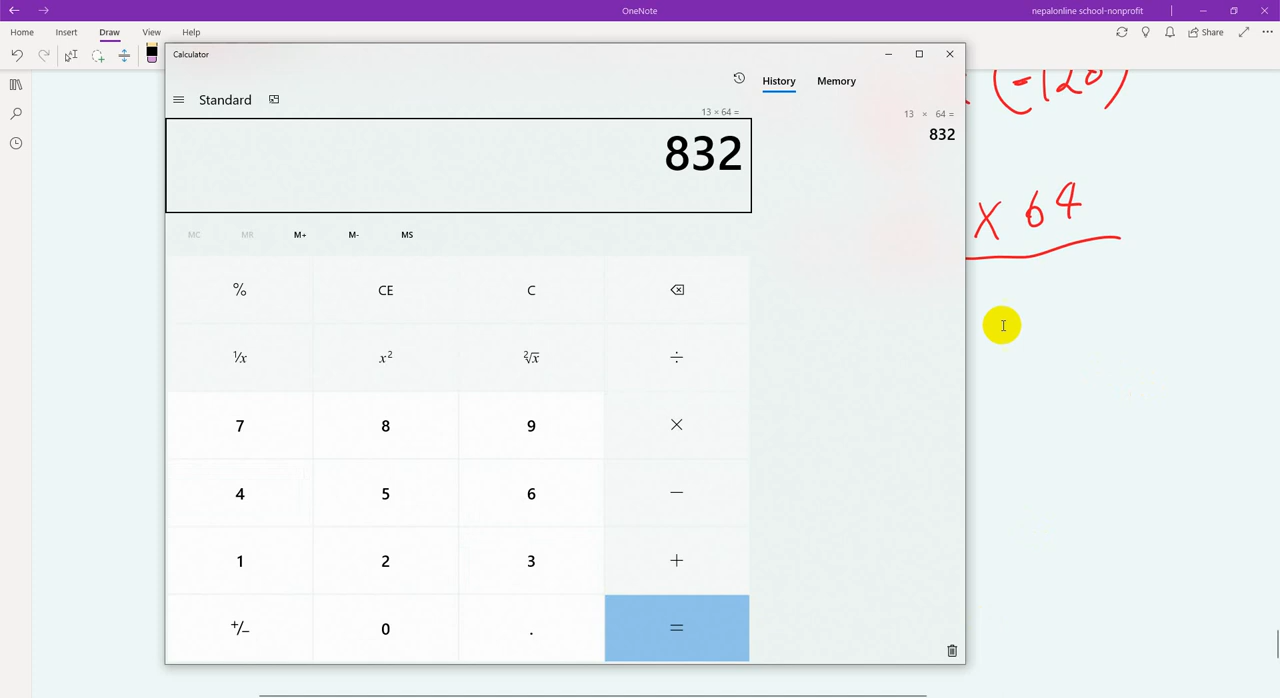 OneNote
nepalonline school-nonprofit
Home Insert Draw View Help
Share
Calculator
Standard
History Memory
13 × 64 =
832
13 × 64 =
832
MC MR M+ M- MS
% CE C
1/x x² ²√x ÷
7 8 9 ×
4 5 6 −
1 2 3 +
+/− 0 . =
(-128)
X 64